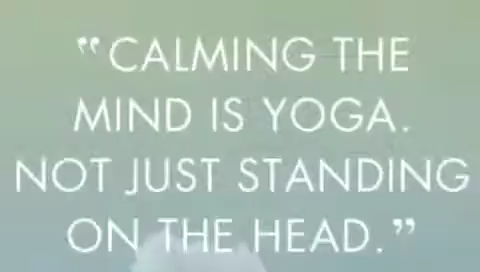 "CALMING THE
MIND IS YOGA.
NOT JUST STANDING
ON THE HEAD."